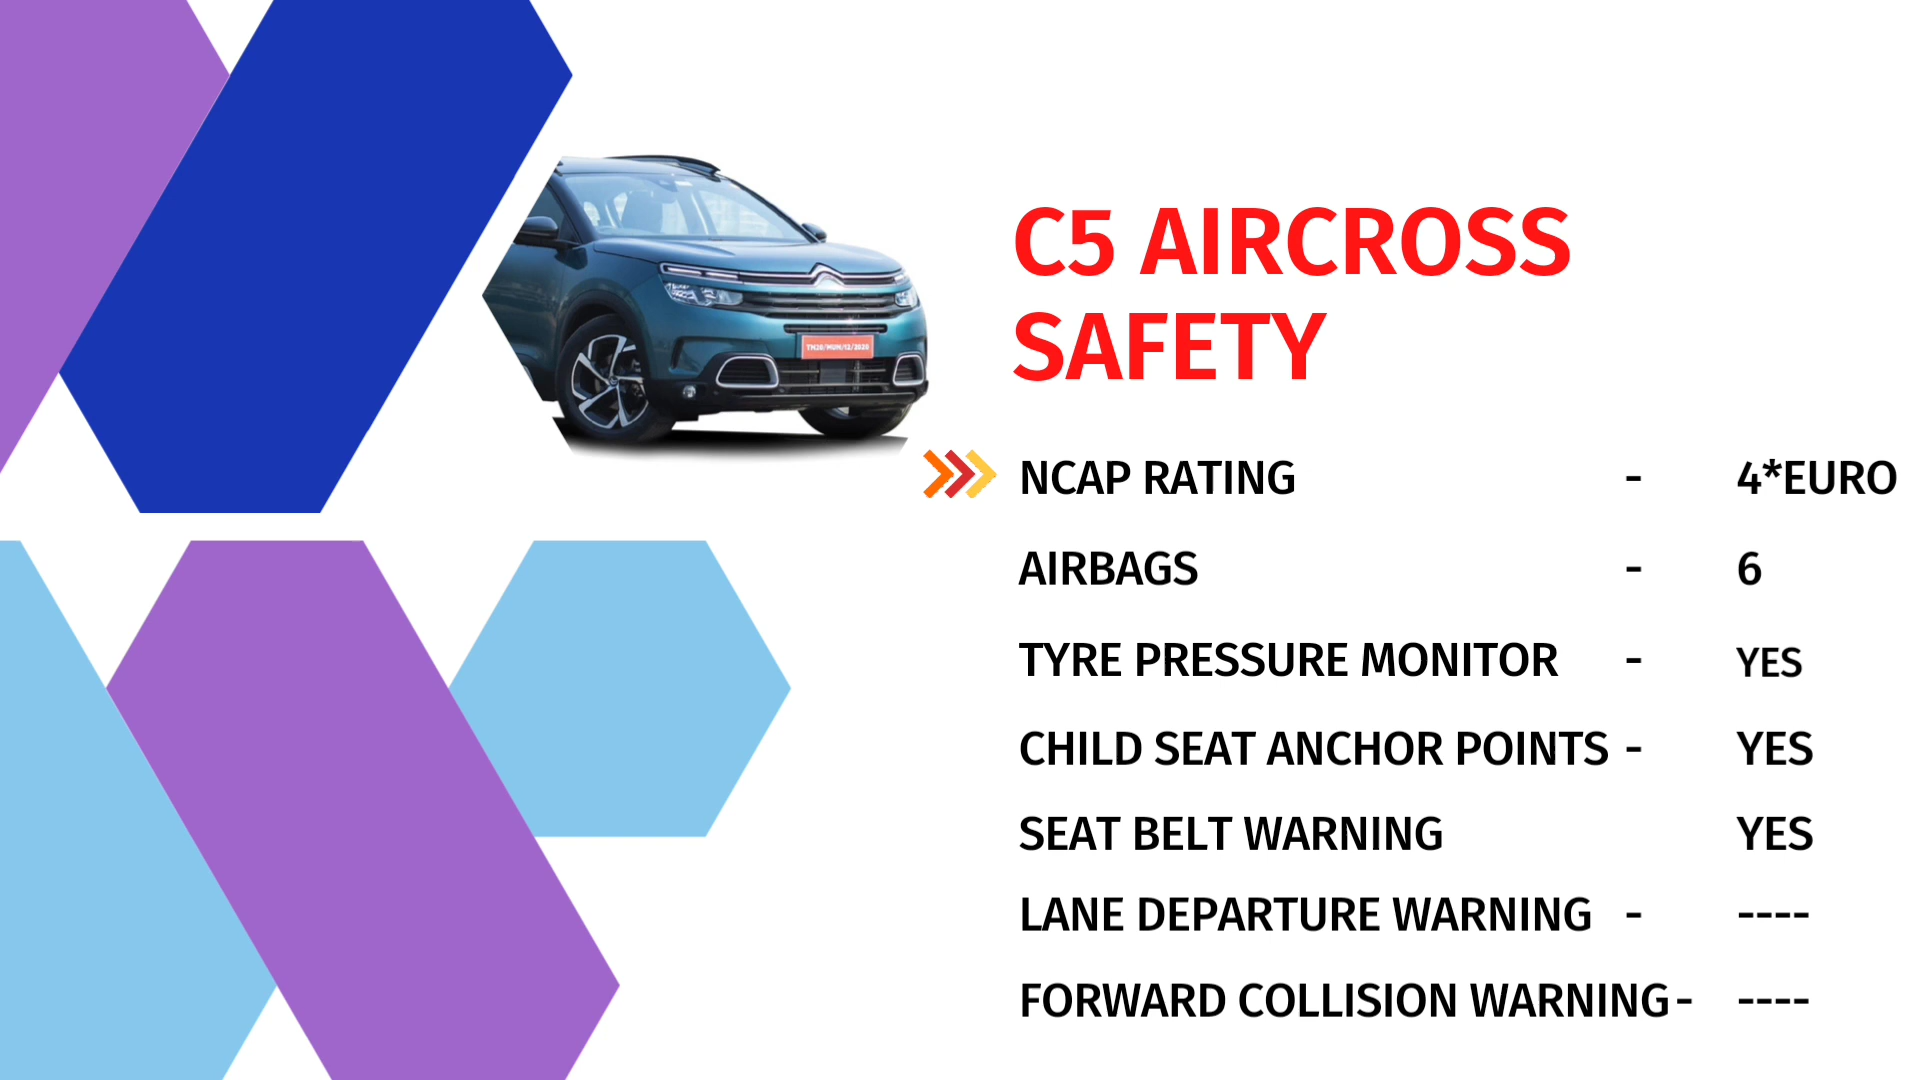 C5 AIRCROSS
SAFETY
NCAP RATING - 4*EURO
AIRBAGS - 6
TYRE PRESSURE MONITOR - YES
CHILD SEAT ANCHOR POINTS - YES
SEAT BELT WARNING YES
LANE DEPARTURE WARNING - ----
FORWARD COLLISION WARNING - ----